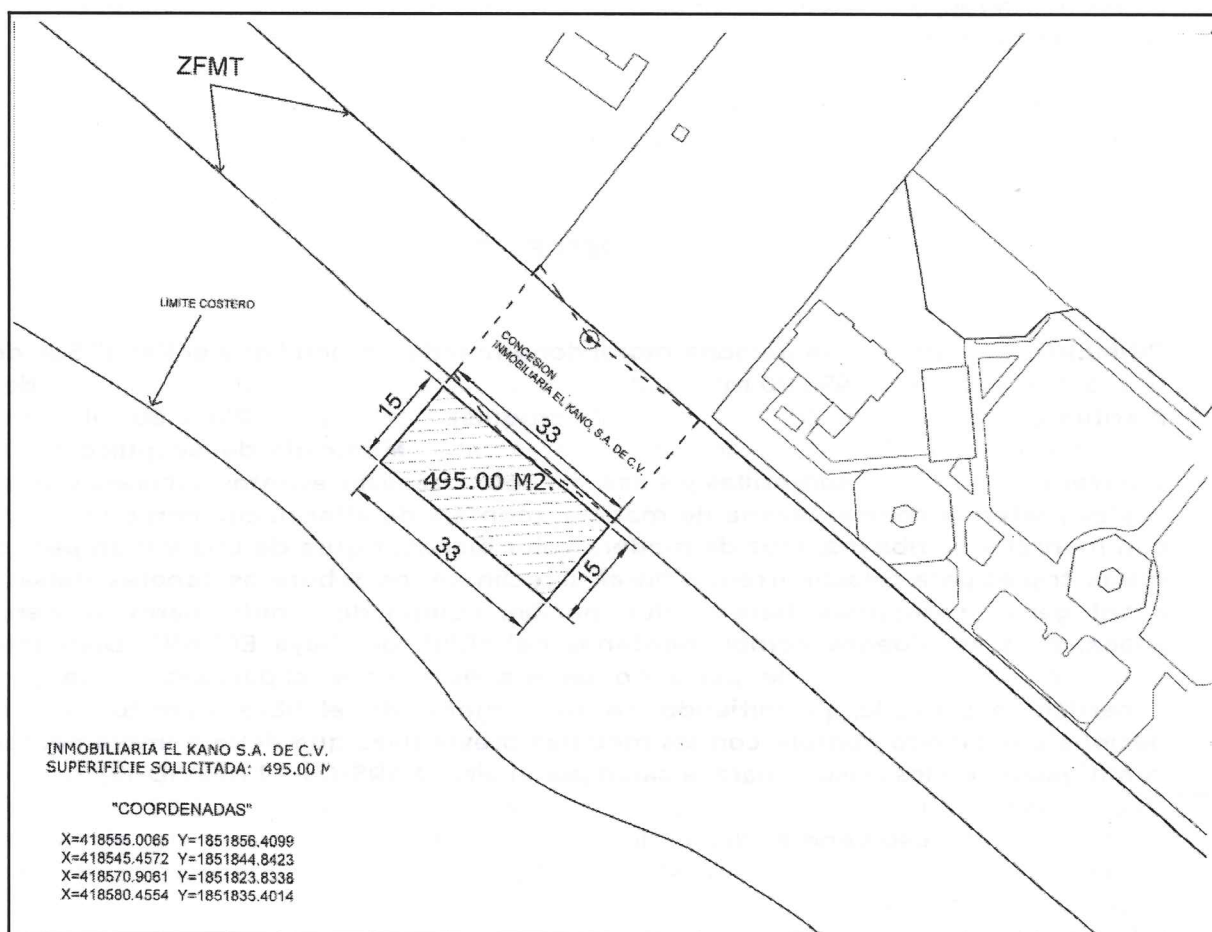 ZFMT
LIMITE COSTERO
CONCESION
INMOBILIARIA EL KANO, S.A. DE C.V.
15
33
495.00 M2.
33
15
INMOBILIARIA EL KANO S.A. DE C.V.
SUPERIFICIE SOLICITADA: 495.00 M
"COORDENADAS"
X=418555.0065 Y=1851856.4099
X=418545.4572 Y=1851844.8423
X=418570.9061 Y=1851823.8338
X=418580.4554 Y=1851835.4014